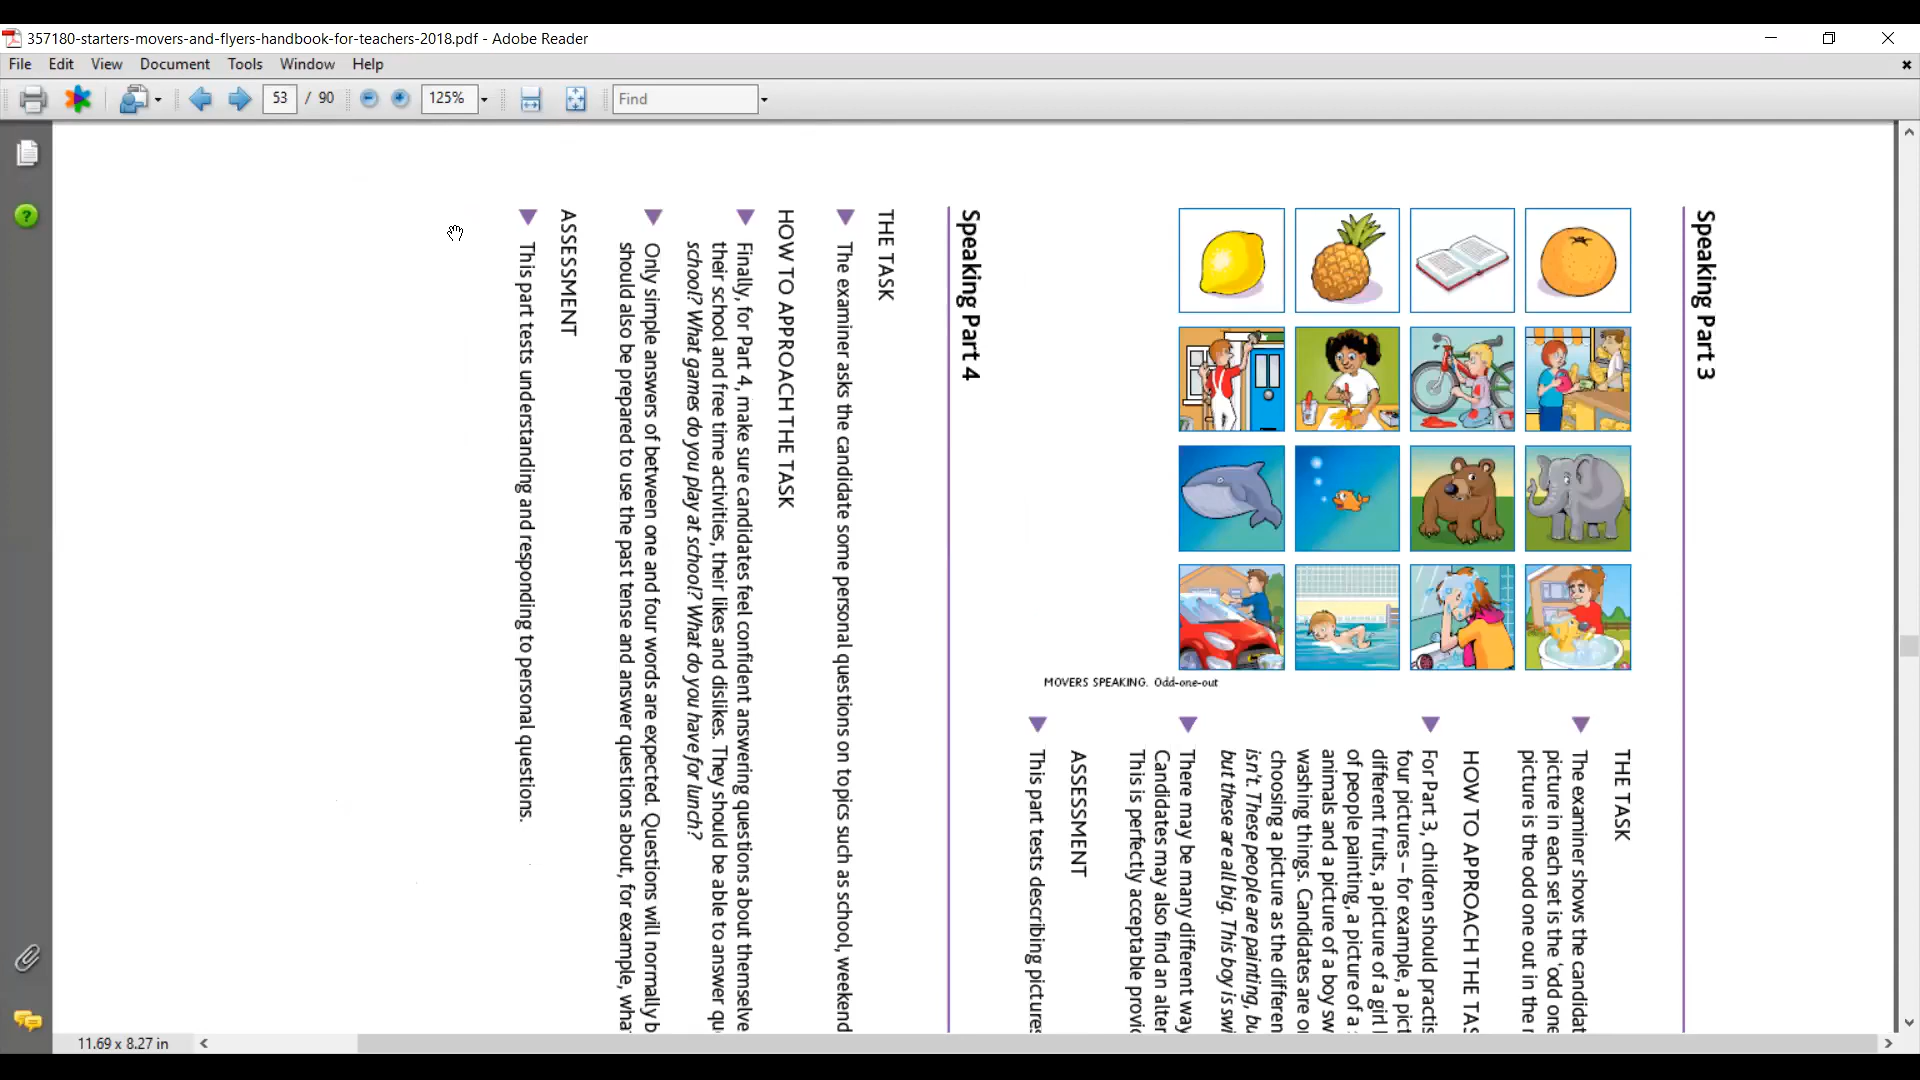 357180-starters-movers-and-flyers-handbook-for-teachers-2018.pdf - Adobe Reader
File Edit View Document Tools Window Help
53 / 90 125% Find
Speaking Part 3
MOVERS SPEAKING. Odd-one-out
THE TASK
The examiner shows the candidat
picture in each set is the ‘odd one
picture is the odd one out in the
HOW TO APPROACH THE TAS
For Part 3, children should practis
four pictures – for example, a pict
different fruits, a picture of a girl
of people painting, a picture of a
animals and a picture of a boy sw
washing things. Candidates are
choosing a picture as the differen
isn't. These people are painting, bu
but these are all big. This boy is swi
There may be many different way
Candidates may also find an alter
This is perfectly acceptable provi
ASSESSMENT
This part tests describing pictures
Speaking Part 4
THE TASK
The examiner asks the candidate some personal questions on topics such as school, weekend
HOW TO APPROACH THE TASK
Finally, for Part 4, make sure candidates feel confident answering questions about themselve
their school and free time activities, their likes and dislikes. They should be able to answer qu
school? What games do you play at school? What do you have for lunch?
Only simple answers of between one and four words are expected. Questions will normally b
should also be prepared to use the past tense and answer questions about, for example, wha
ASSESSMENT
This part tests understanding and responding to personal questions.
11.69 x 8.27 in